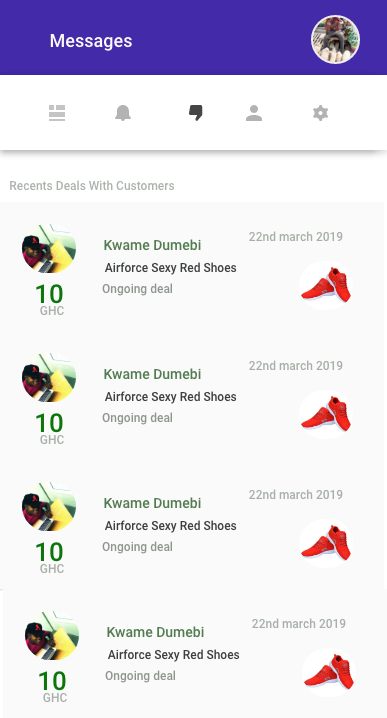 Messages
Recents Deals With Customers
Kwame Dumebi
22nd march 2019
Airforce Sexy Red Shoes
Ongoing deal
10
GHC
Kwame Dumebi
22nd march 2019
Airforce Sexy Red Shoes
Ongoing deal
10
GHC
Kwame Dumebi
22nd march 2019
Airforce Sexy Red Shoes
Ongoing deal
10
GHC
Kwame Dumebi
22nd march 2019
Airforce Sexy Red Shoes
Ongoing deal
10
GHC